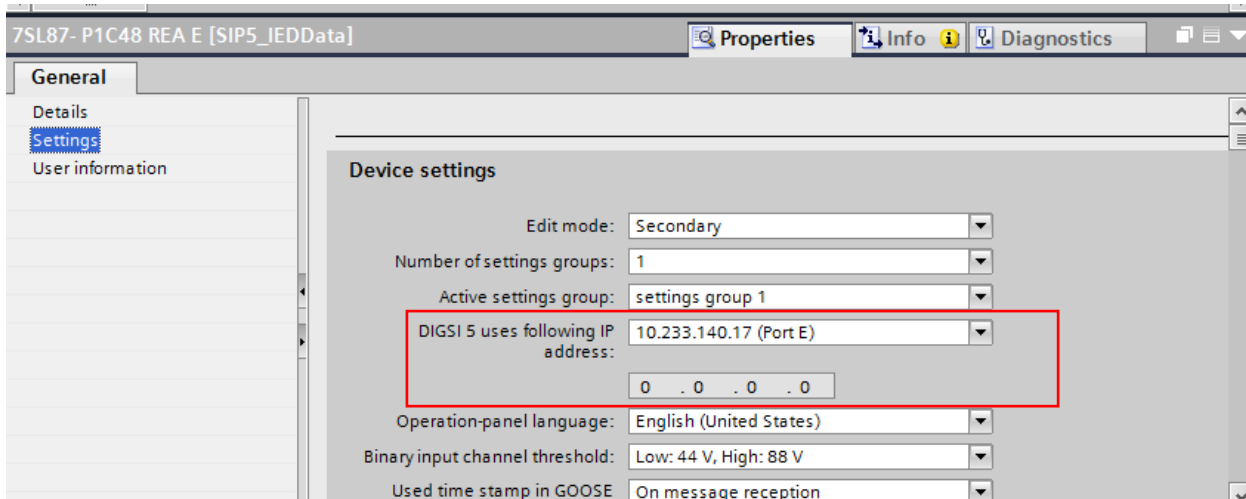 7SL87- P1C48 REA E [SIP5_IEDData]
Properties
Info
Diagnostics
General
Details
Settings
User information
Device settings
Edit mode: Secondary
Number of settings groups: 1
Active settings group: settings group 1
DIGSI 5 uses following IP address: 10.233.140.17 (Port E)
0 . 0 . 0 . 0
Operation-panel language: English (United States)
Binary input channel threshold: Low: 44 V, High: 88 V
Used time stamp in GOOSE On message reception